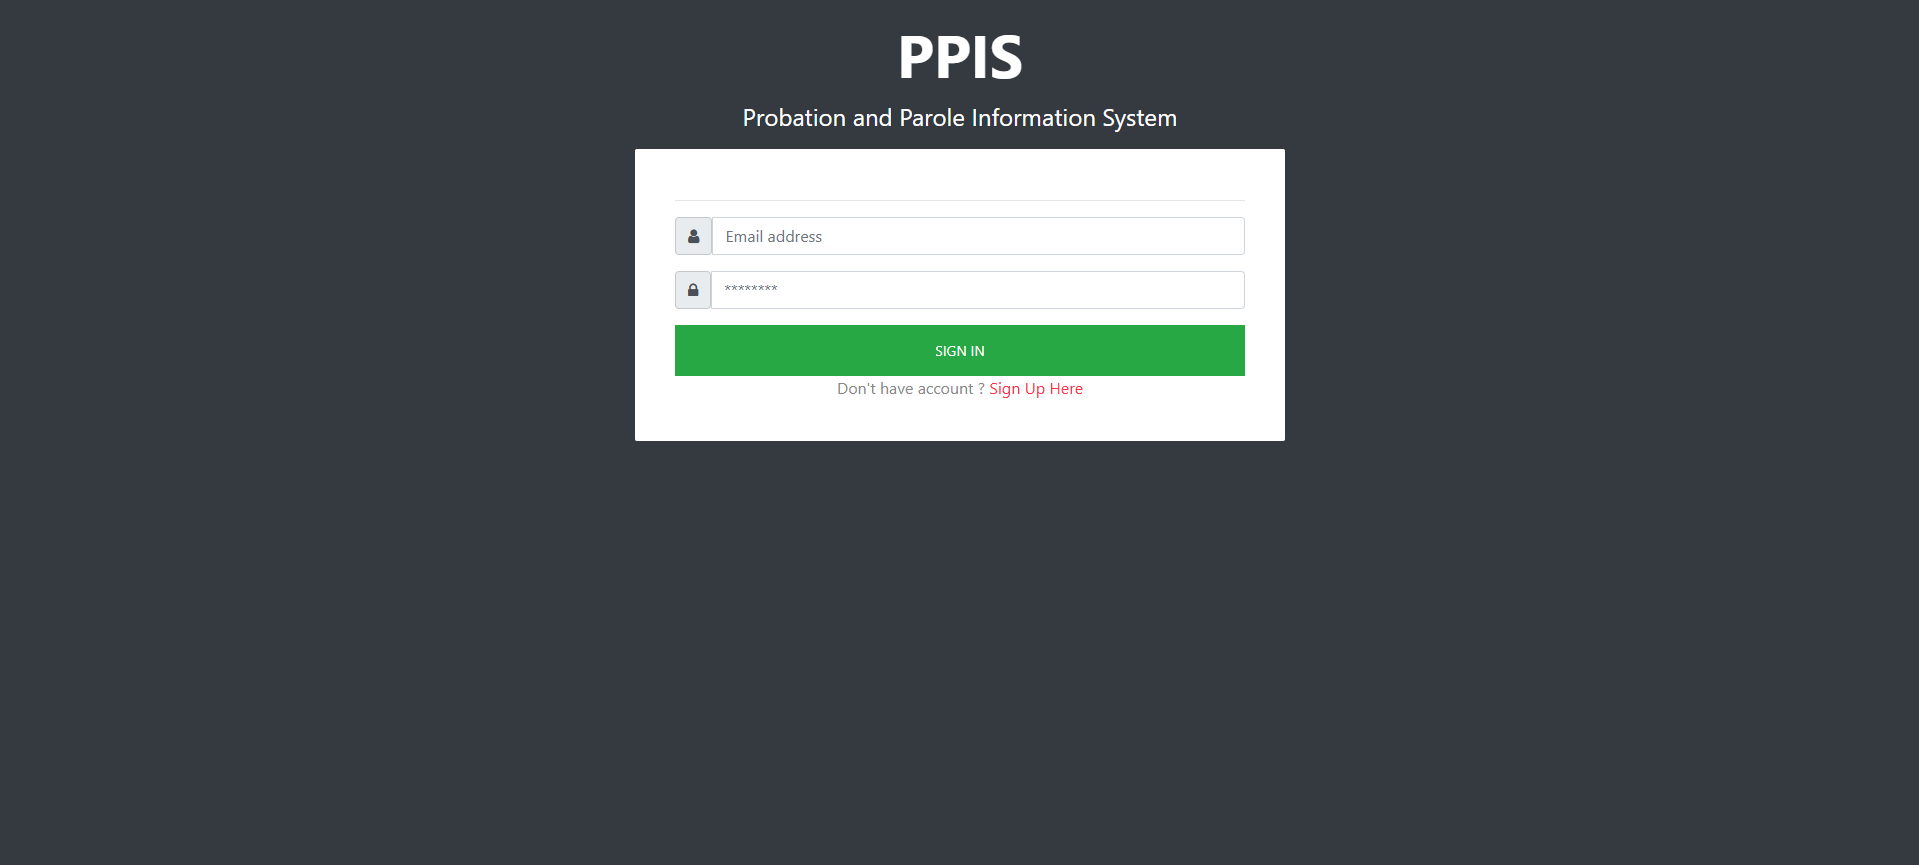 PPIS
Probation and Parole Information System
Email address
********
SIGN IN
Don't have account ? Sign Up Here